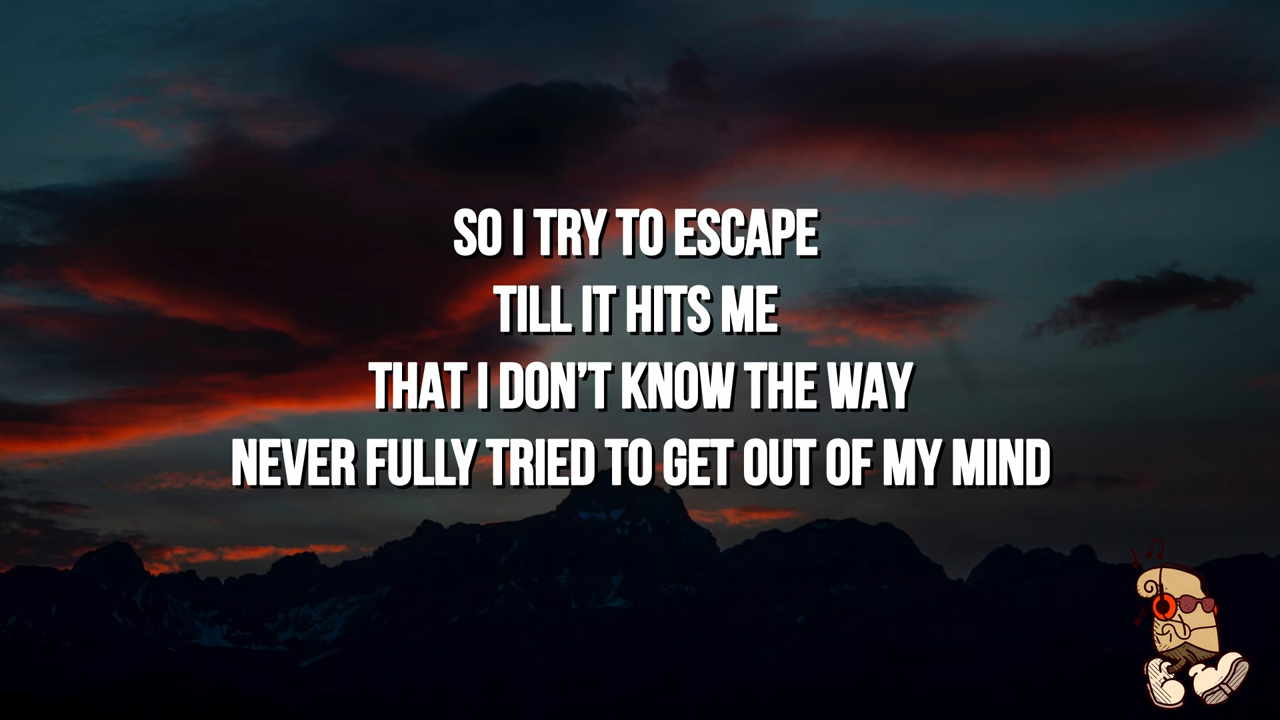 SO I TRY TO ESCAPE
TILL IT HITS ME
THAT I DON’T KNOW THE WAY
NEVER FULLY TRIED TO GET OUT OF MY MIND